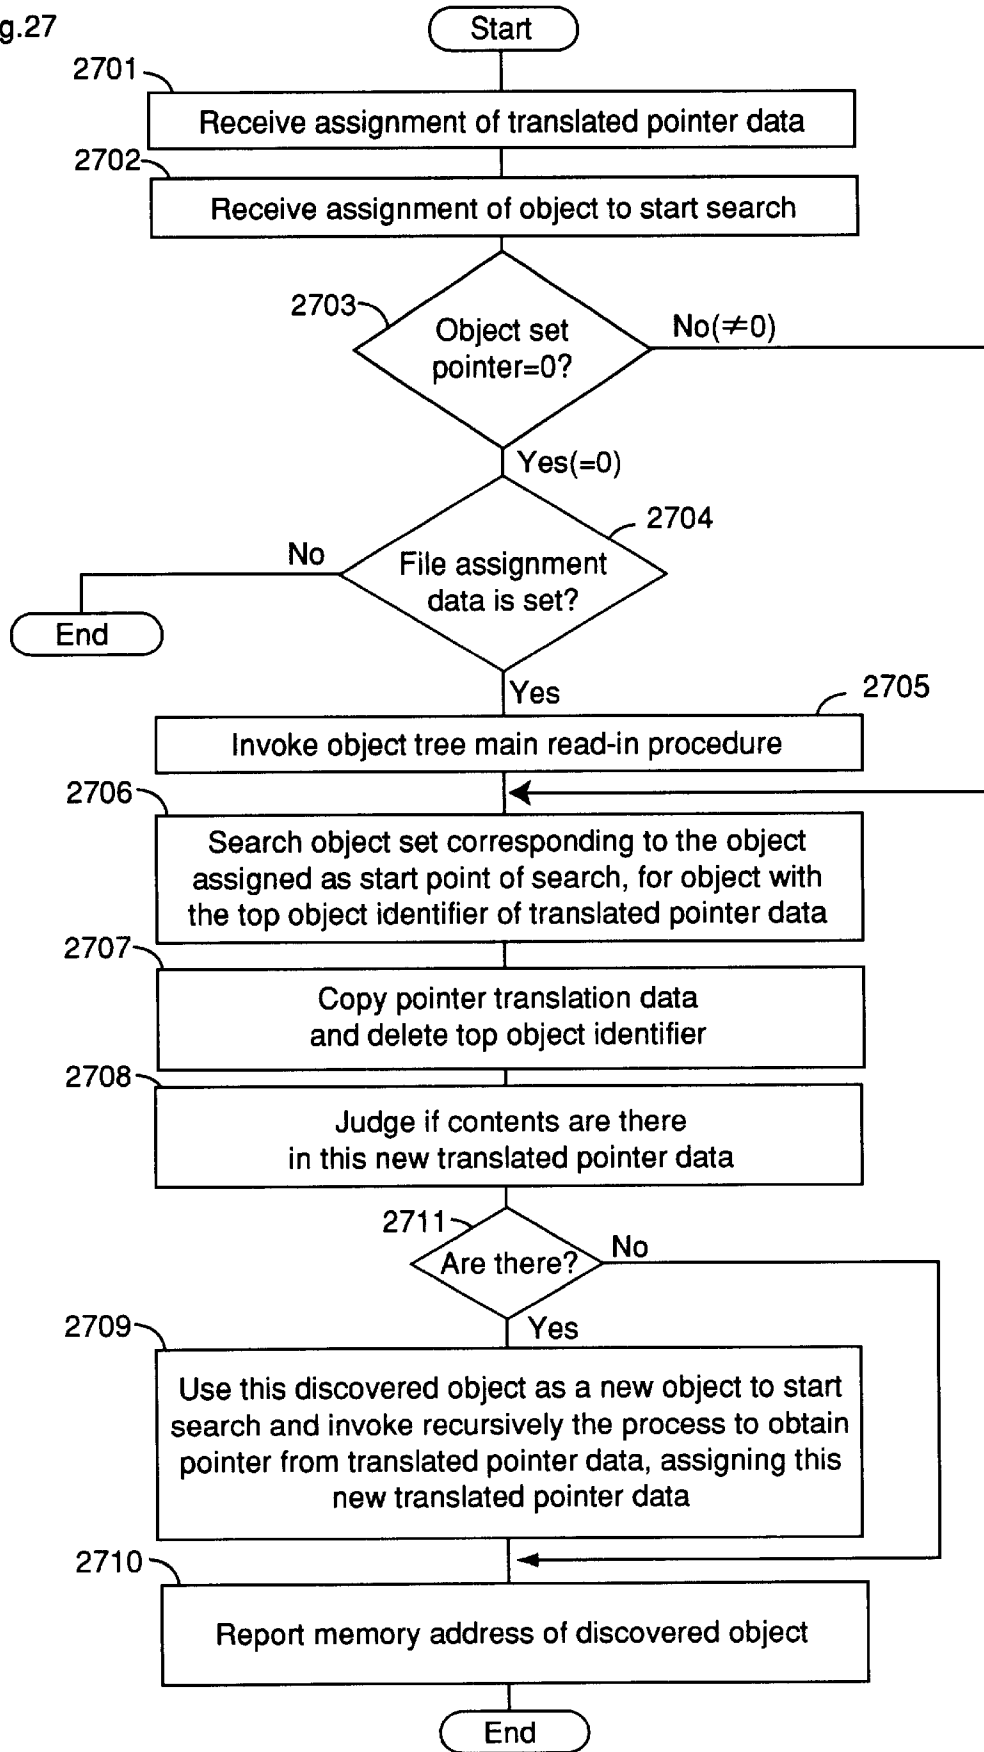 g.27
Start
2701
Receive assignment of translated pointer data
2702
Receive assignment of object to start search
2703
Object set
pointer=0?
No(≠0)
Yes(=0)
2704
File assignment
data is set?
No
End
Yes
2705
Invoke object tree main read-in procedure
2706
Search object set corresponding to the object
assigned as start point of search, for object with
the top object identifier of translated pointer data
2707
Copy pointer translation data
and delete top object identifier
2708
Judge if contents are there
in this new translated pointer data
2711
Are there?
No
Yes
2709
Use this discovered object as a new object to start
search and invoke recursively the process to obtain
pointer from translated pointer data, assigning this
new translated pointer data
2710
Report memory address of discovered object
End